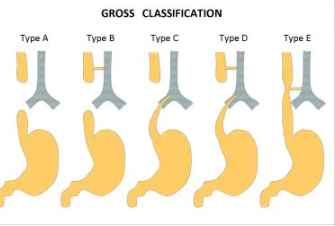 GROSS CLASSIFICATION
Type A Type B Type C Type D Type E